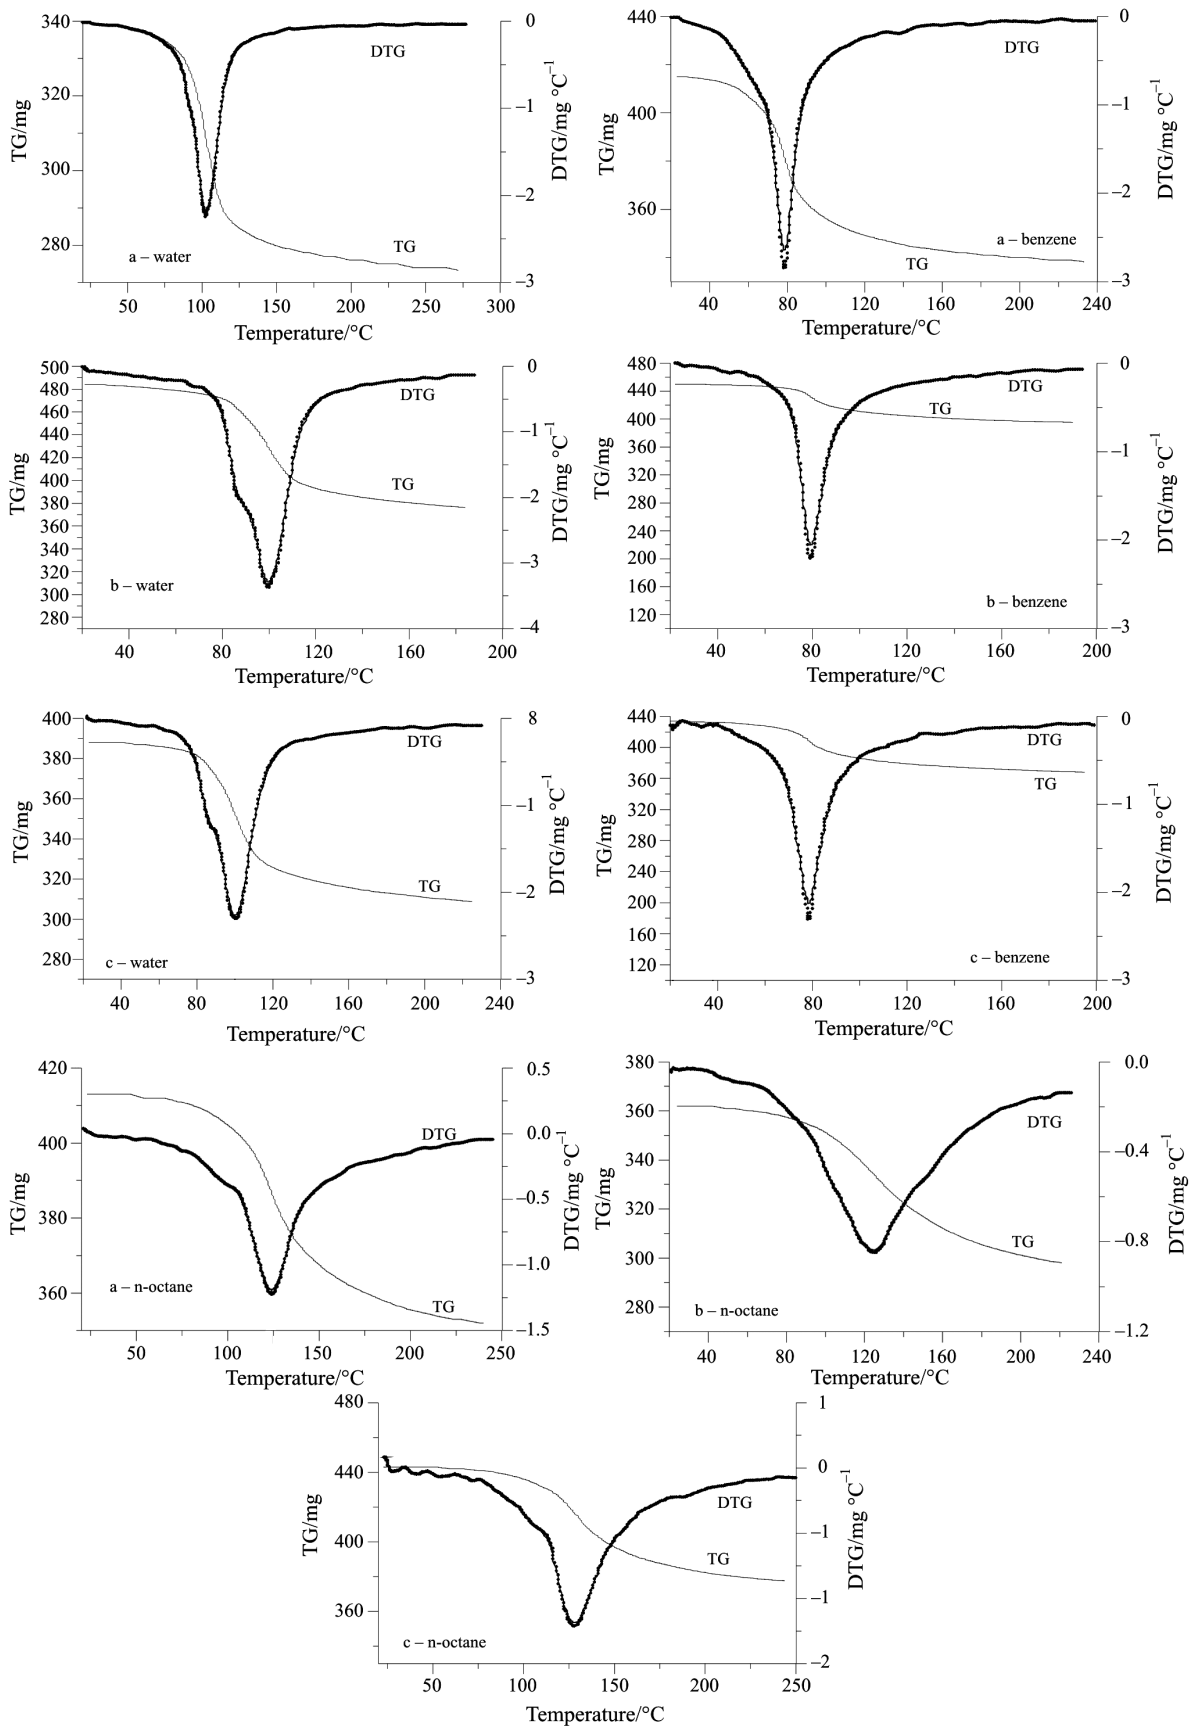 340
320
300
280
TG/mg
DTG
TG
a – water
0
–1
–2
–3
DTG/mg °C⁻¹
50 100 150 200 250 300
Temperature/°C
440
400
360
TG/mg
DTG
a – benzene
TG
0
–1
–2
–3
DTG/mg °C⁻¹
40 80 120 160 200 240
Temperature/°C
500
480
460
440
420
400
380
360
340
320
300
280
TG/mg
DTG
TG
b – water
0
–1
–2
–3
–4
DTG/mg °C⁻¹
40 80 120 160 200
Temperature/°C
480
440
400
360
320
280
240
200
160
120
TG/mg
DTG
TG
b – benzene
0
–1
–2
–3
DTG/mg °C⁻¹
40 80 120 160 200
Temperature/°C
400
380
360
340
320
300
280
TG/mg
DTG
TG
c – water
8
–1
–2
–3
DTG/mg °C⁻¹
40 80 120 160 200 240
Temperature/°C
440
400
360
320
280
240
200
160
120
TG/mg
DTG
TG
c – benzene
0
–1
–2
–3
DTG/mg °C⁻¹
40 80 120 160 200
Temperature/°C
420
400
380
360
TG/mg
DTG
a – n-octane
TG
0.5
0.0
–0.5
–1.0
–1.5
DTG/mg °C⁻¹
50 100 150 200 250
Temperature/°C
380
360
340
320
300
280
TG/mg
DTG
TG
b – n-octane
0.0
–0.4
–0.8
–1.2
DTG/mg °C⁻¹
40 80 120 160 200 240
Temperature/°C
480
440
400
360
TG/mg
DTG
TG
c – n-octane
1
0
–1
–1
–2
DTG/mg °C⁻¹
50 100 150 200 250
Temperature/°C